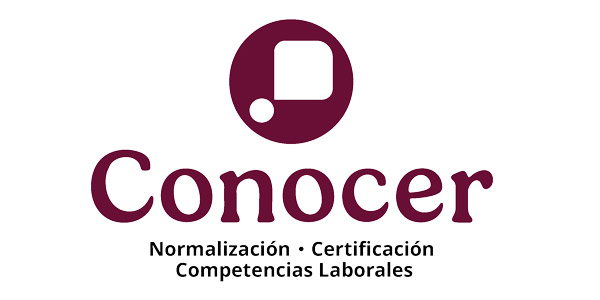 Conocer
Normalización • Certificación
Competencias Laborales